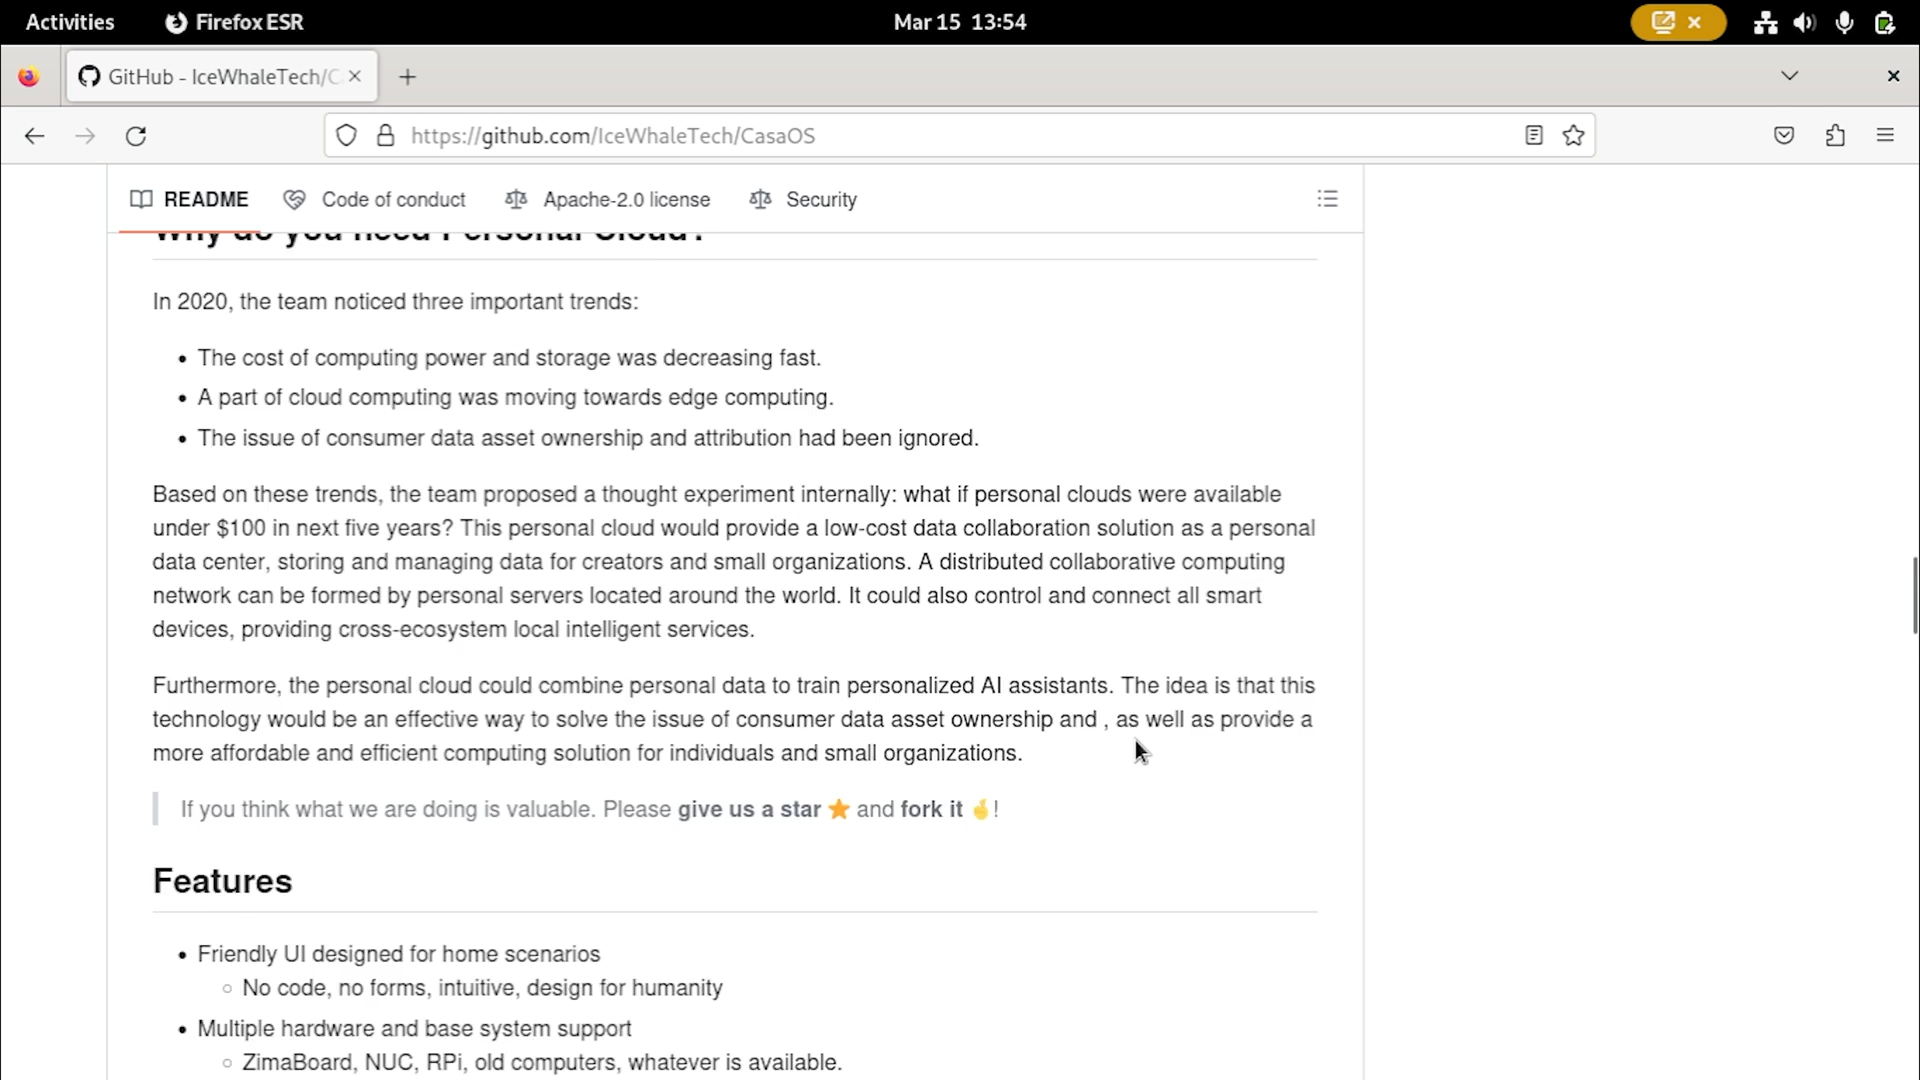 Activities Firefox ESR Mar 15 13:54
GitHub - IceWhaleTech/C
https://github.com/IceWhaleTech/CasaOS
README Code of conduct Apache-2.0 license Security
Why do you need Personal Cloud?
In 2020, the team noticed three important trends:
• The cost of computing power and storage was decreasing fast.
• A part of cloud computing was moving towards edge computing.
• The issue of consumer data asset ownership and attribution had been ignored.
Based on these trends, the team proposed a thought experiment internally: what if personal clouds were available
under $100 in next five years? This personal cloud would provide a low-cost data collaboration solution as a personal
data center, storing and managing data for creators and small organizations. A distributed collaborative computing
network can be formed by personal servers located around the world. It could also control and connect all smart
devices, providing cross-ecosystem local intelligent services.
Furthermore, the personal cloud could combine personal data to train personalized AI assistants. The idea is that this
technology would be an effective way to solve the issue of consumer data asset ownership and , as well as provide a
more affordable and efficient computing solution for individuals and small organizations.
If you think what we are doing is valuable. Please give us a star ⭐ and fork it 🤞!
Features
• Friendly UI designed for home scenarios
○ No code, no forms, intuitive, design for humanity
• Multiple hardware and base system support
○ ZimaBoard, NUC, RPi, old computers, whatever is available.